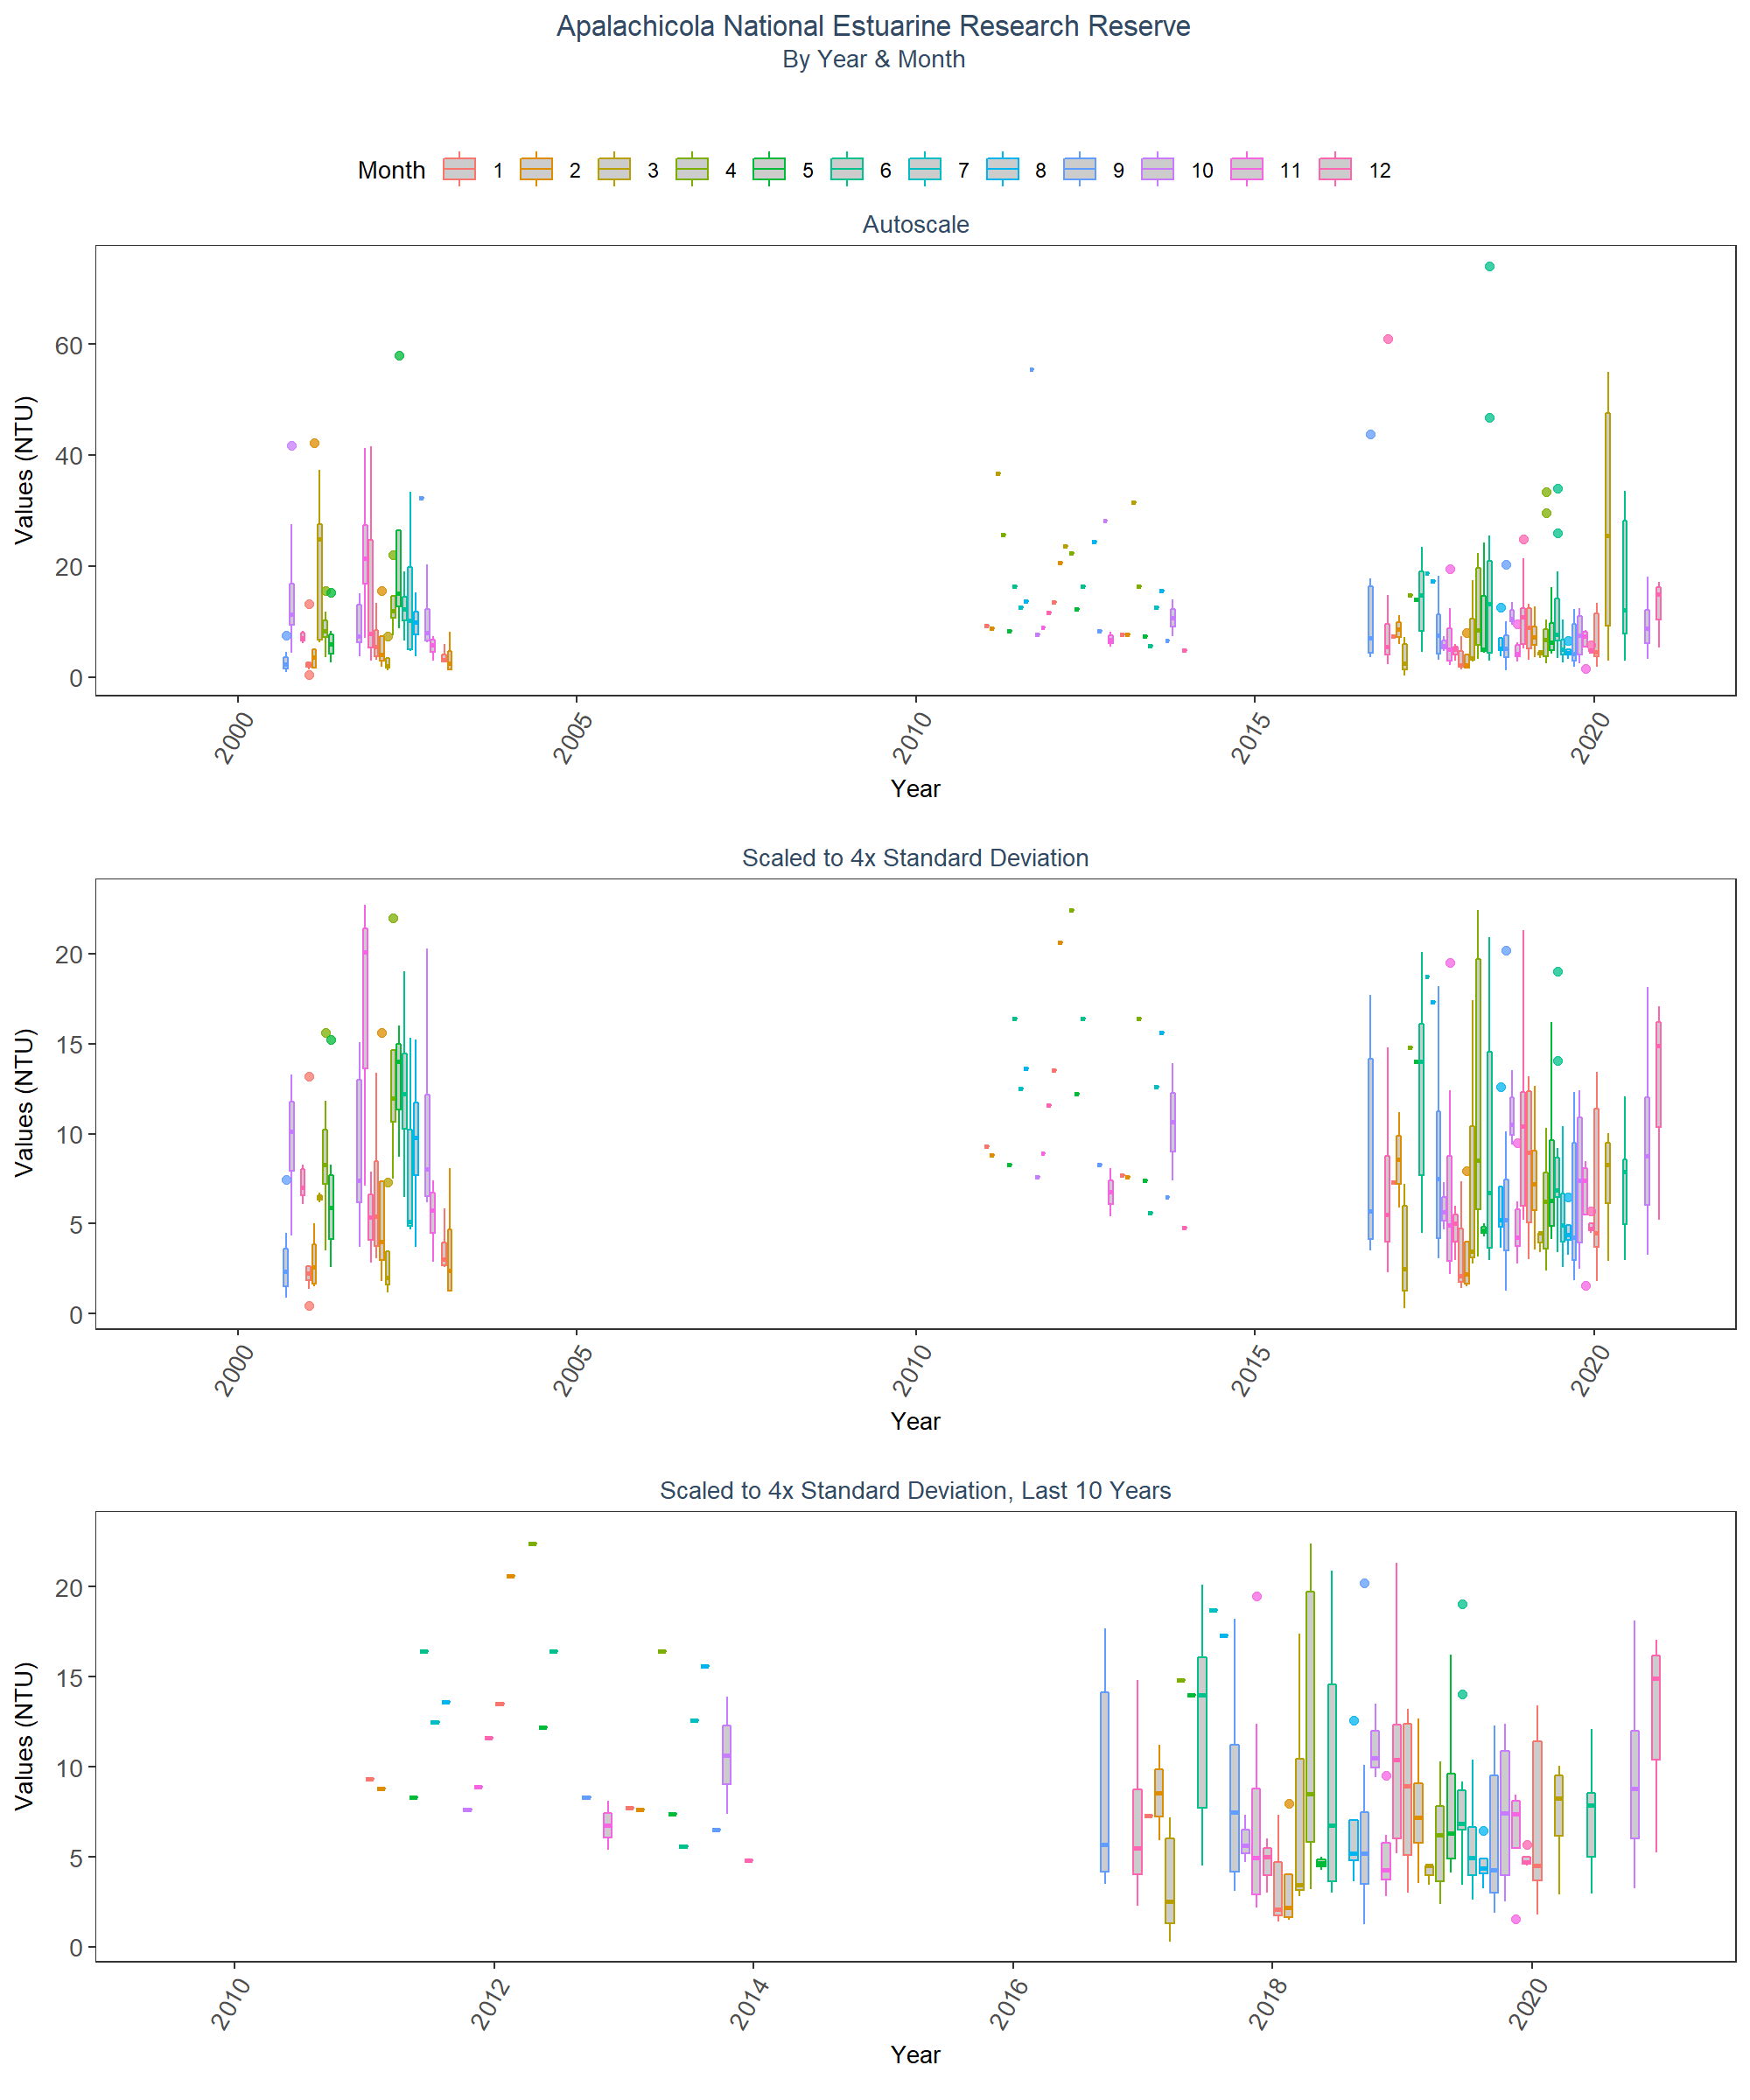 Apalachicola National Estuarine Research Reserve
By Year & Month
Month 1 2 3 4 5 6 7 8 9 10 11 12
Autoscale
Values (NTU)
60
40
20
0
2000 2005 2010 2015 2020
Year
Scaled to 4x Standard Deviation
Values (NTU)
20
15
10
5
0
2000 2005 2010 2015 2020
Year
Scaled to 4x Standard Deviation, Last 10 Years
Values (NTU)
20
15
10
5
0
2010 2012 2014 2016 2018 2020
Year